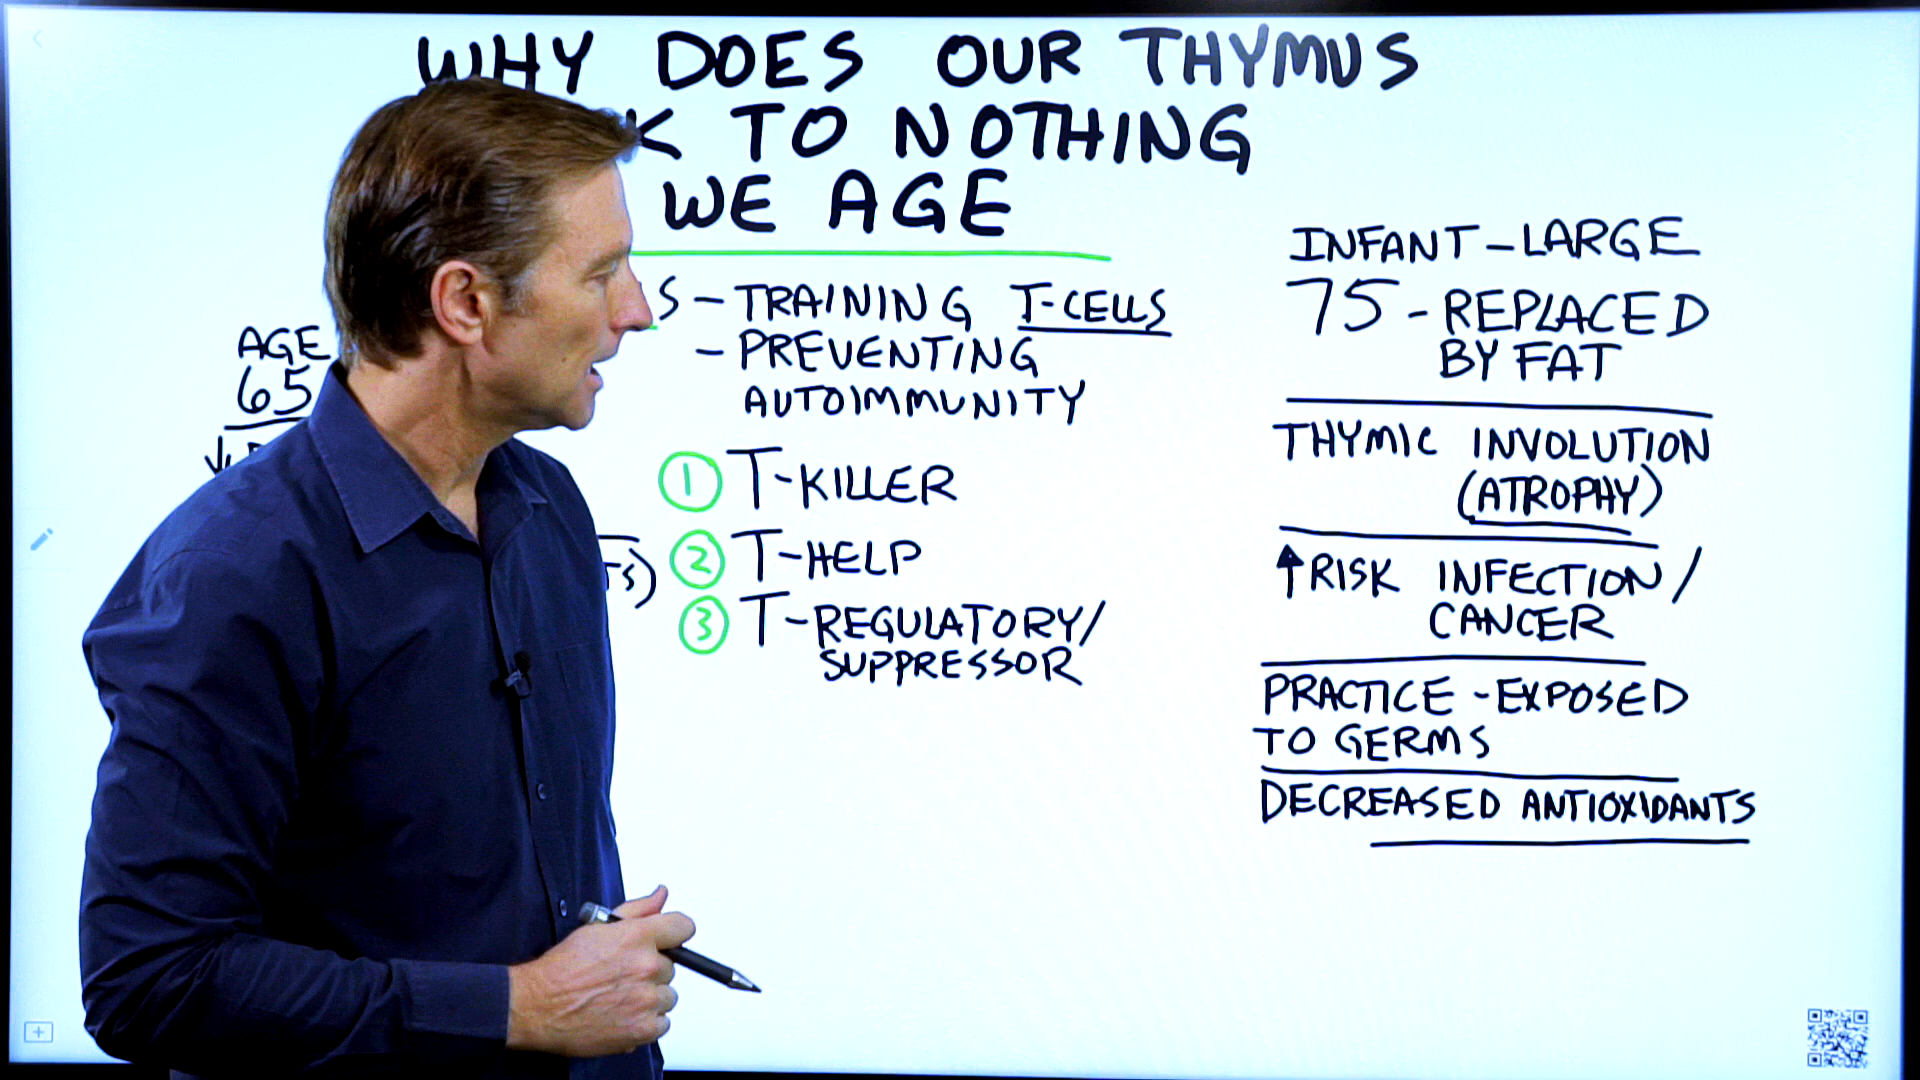 WHY DOES OUR THYMUS
TO NOTHING
WE AGE
AGE
65
- TRAINING T-CELLS
- PREVENTING
AUTOIMMUNITY
① T-KILLER
② T-HELP
③ T-REGULATORY/
SUPPRESSOR
INFANT-LARGE
75-REPLACED
BY FAT
THYMIC INVOLUTION
(ATROPHY)
↑RISK INFECTION/
CANCER
PRACTICE-EXPOSED
TO GERMS
DECREASED ANTIOXIDANTS